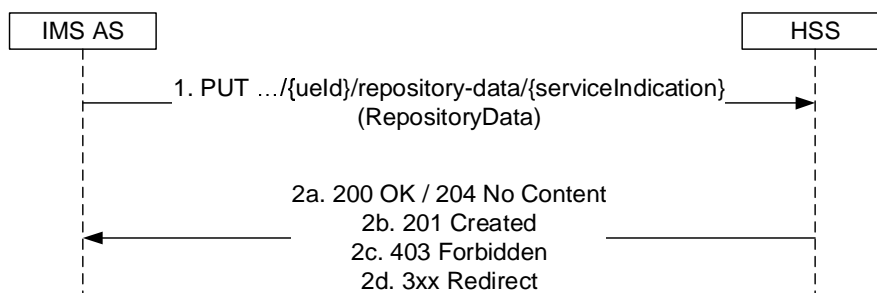 IMS AS
HSS
1. PUT …/{ueId}/repository-data/{serviceIndication}
(RepositoryData)
2a. 200 OK / 204 No Content
2b. 201 Created
2c. 403 Forbidden
2d. 3xx Redirect